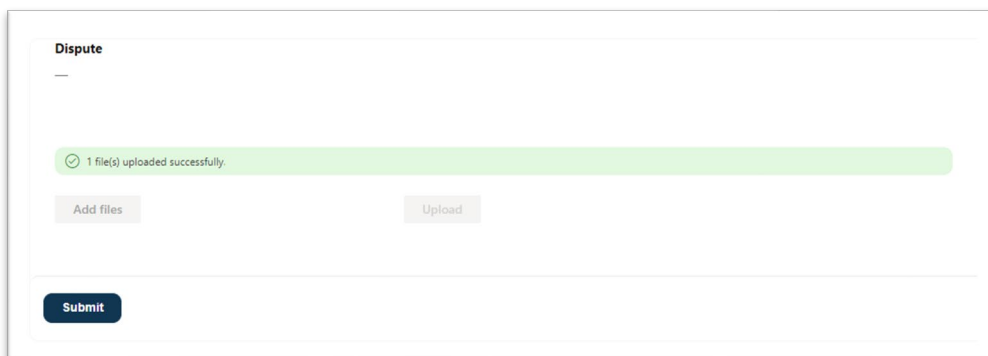 Dispute
—
1 file(s) uploaded successfully.
Add files
Upload
Submit